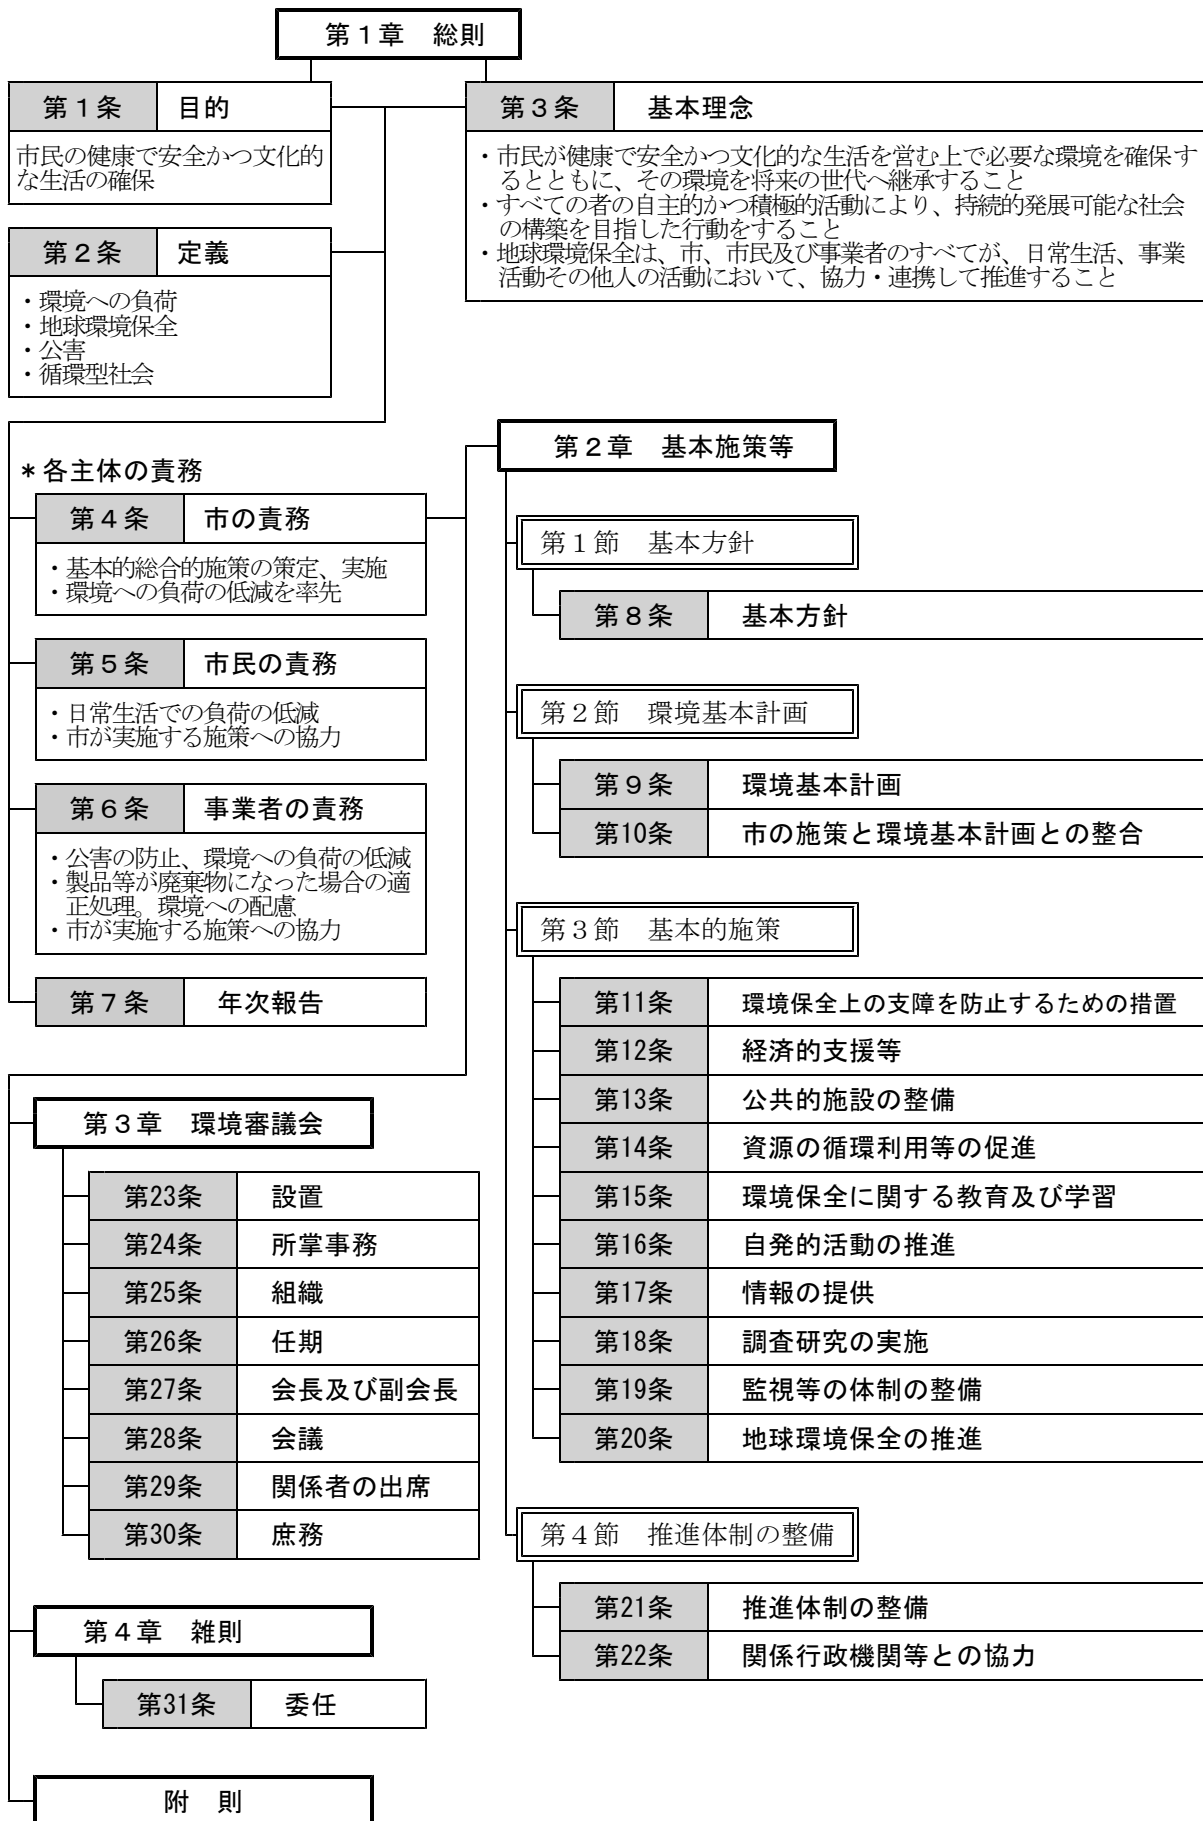 第１章　総則
第１条　目的
市民の健康で安全かつ文化的
な生活の確保
第２条　定義
・環境への負荷
・地球環境保全
・公害
・循環型社会
第３条　基本理念
・市民が健康で安全かつ文化的な生活を営む上で必要な環境を確保す
るとともに、その環境を将来の世代へ継承すること
・すべての者の自主的かつ積極的活動により、持続的発展可能な社会
の構築を目指した行動をすること
・地球環境保全は、市、市民及び事業者のすべてが、日常生活、事業
活動その他人の活動において、協力・連携して推進すること
＊各主体の責務
第４条　市の責務
・基本的総合的施策の策定、実施
・環境への負荷の低減を率先
第５条　市民の責務
・日常生活での負荷の低減
・市が実施する施策への協力
第６条　事業者の責務
・公害の防止、環境への負荷の低減
・製品等が廃棄物になった場合の適
正処理。環境への配慮
・市が実施する施策への協力
第７条　年次報告
第２章　基本施策等
第１節　基本方針
第８条　基本方針
第２節　環境基本計画
第９条　環境基本計画
第10条　市の施策と環境基本計画との整合
第３節　基本的施策
第11条　環境保全上の支障を防止するための措置
第12条　経済的支援等
第13条　公共的施設の整備
第14条　資源の循環利用等の促進
第15条　環境保全に関する教育及び学習
第16条　自発的活動の推進
第17条　情報の提供
第18条　調査研究の実施
第19条　監視等の体制の整備
第20条　地球環境保全の推進
第４節　推進体制の整備
第21条　推進体制の整備
第22条　関係行政機関等との協力
第３章　環境審議会
第23条　設置
第24条　所掌事務
第25条　組織
第26条　任期
第27条　会長及び副会長
第28条　会議
第29条　関係者の出席
第30条　庶務
第４章　雑則
第31条　委任
附　則